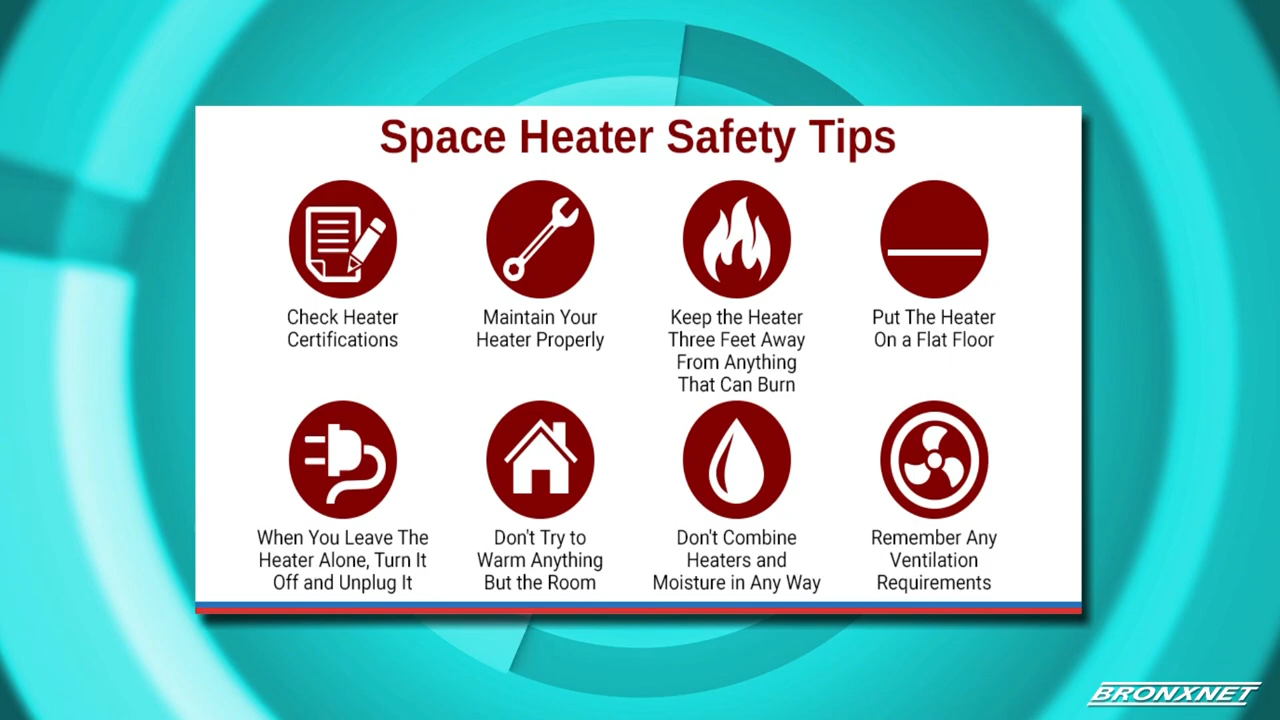 Space Heater Safety Tips
Check Heater
Certifications
Maintain Your
Heater Properly
Keep the Heater
Three Feet Away
From Anything
That Can Burn
Put The Heater
On a Flat Floor
When You Leave The
Heater Alone, Turn It
Off and Unplug It
Don't Try to
Warm Anything
But the Room
Don't Combine
Heaters and
Moisture in Any Way
Remember Any
Ventilation
Requirements
BRONXNET